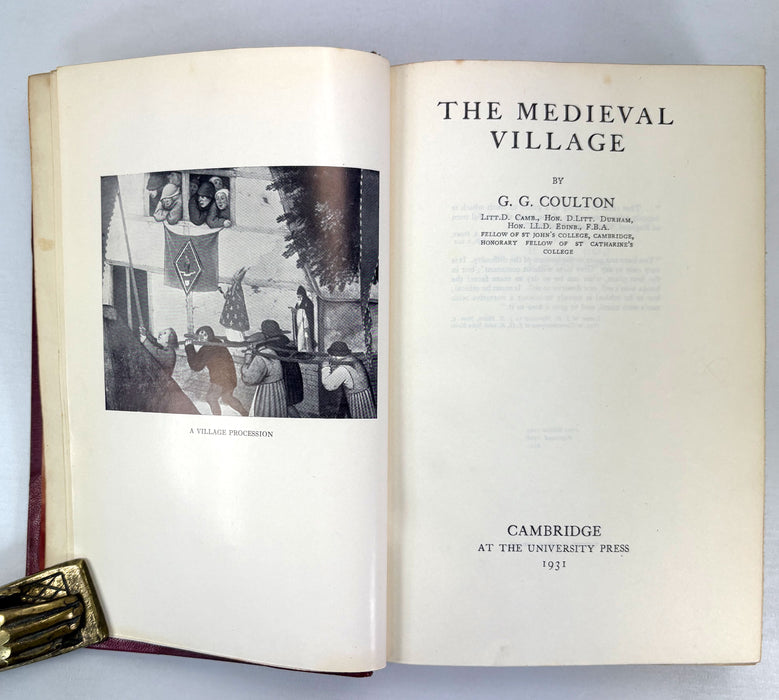 A VILLAGE PROCESSION
THE MEDIEVAL
VILLAGE
BY
G. G. COULTON
LITT.D. CAMB., HON. D.LITT. DURHAM,
HON. LL.D. EDINB., F.B.A.
FELLOW OF ST JOHN'S COLLEGE, CAMBRIDGE,
HONORARY FELLOW OF ST CATHARINE'S
COLLEGE
CAMBRIDGE
AT THE UNIVERSITY PRESS
1931